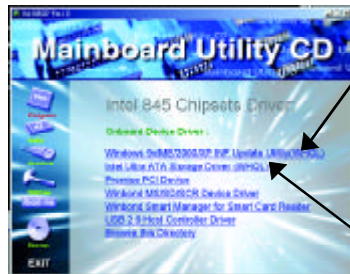 Mainboard Utility CD
Intel 845 Chipsets Driver
Onboard Device Driver :
Windows 9x/ME/2000/XP INF Update Utility(WHQL)
Intel Ultra ATA Storage Driver (WHQL)
Promise PCI Device
Winbond MS/SD/SCR Device Driver
Winbond Smart Manager for Smart Card Reader
USB 2.0 Host Controller Driver
Browse this Directory
EXIT